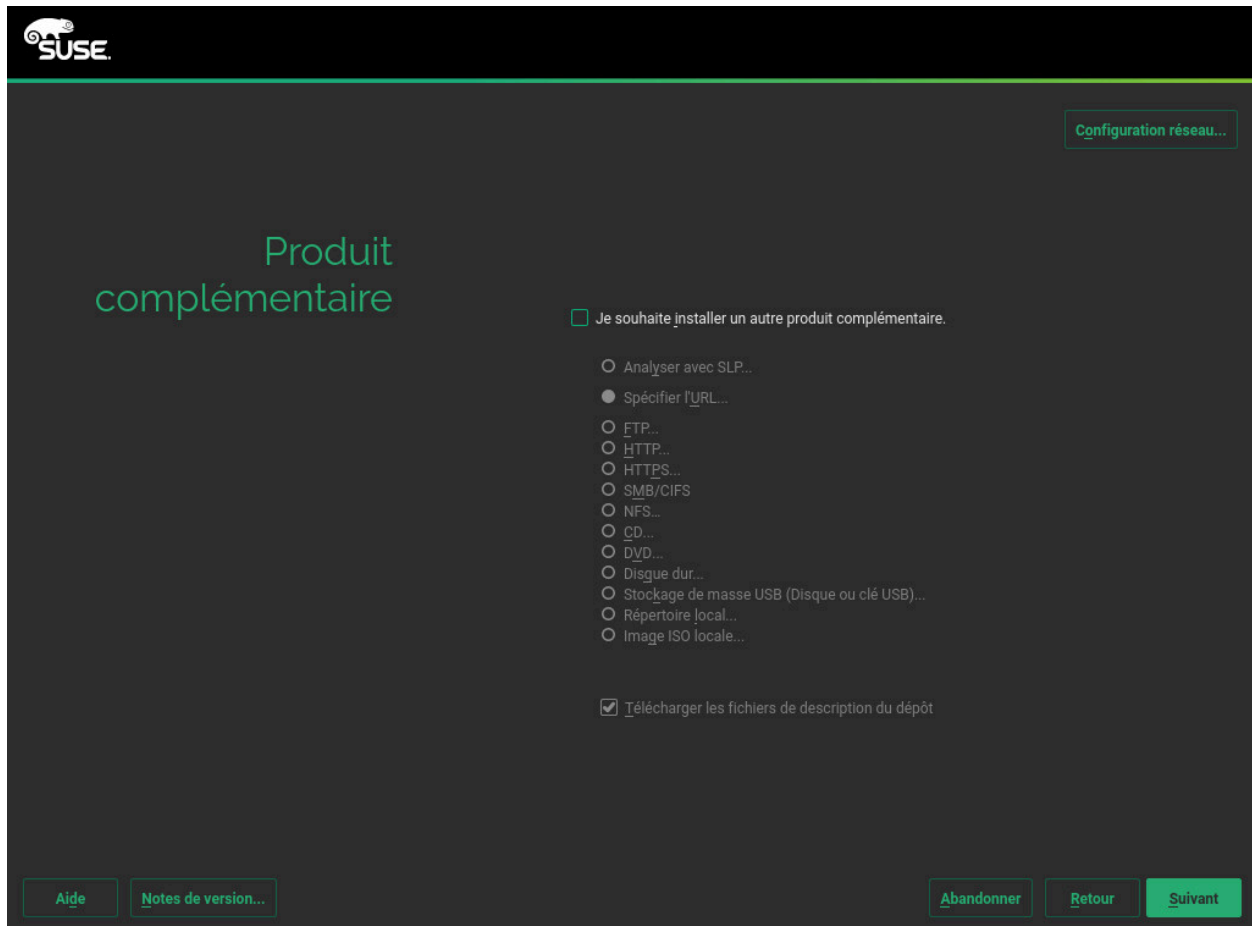 SUSE.
Configuration réseau...
Produit
complémentaire
Je souhaite installer un autre produit complémentaire.
Analyser avec SLP...
Spécifier l'URL...
FTP...
HTTP...
HTTPS...
SMB/CIFS
NFS...
CD...
DVD...
Disque dur...
Stockage de masse USB (Disque ou clé USB)...
Répertoire local...
Image ISO locale...
Télécharger les fichiers de description du dépôt
Aide
Notes de version...
Abandonner
Retour
Suivant